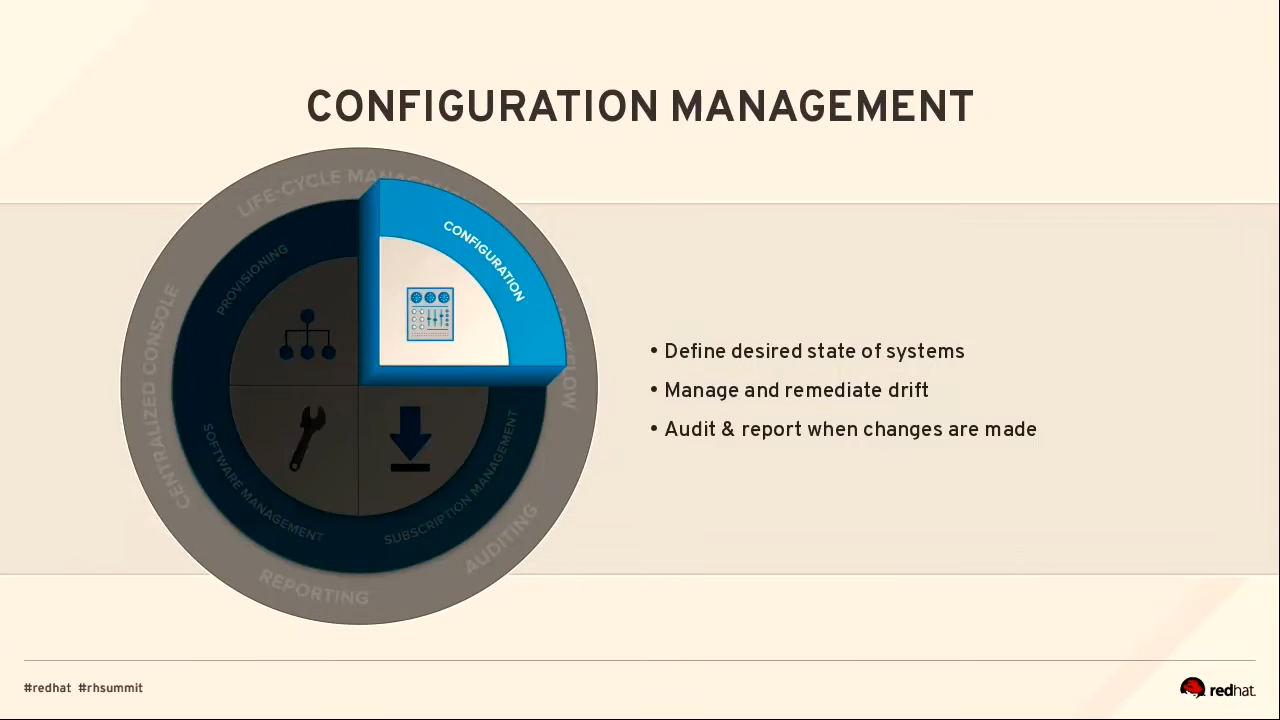 CONFIGURATION MANAGEMENT
LIFE-CYCLE
CONFIGURATION
PROVISIONING
CENTRALIZED CONSOLE
• Define desired state of systems
• Manage and remediate drift
• Audit & report when changes are made
SOFTWARE MANAGEMENT
SUBSCRIPTION MANAGEMENT
AUDITING
REPORTING
#redhat #rhsummit
redhat.